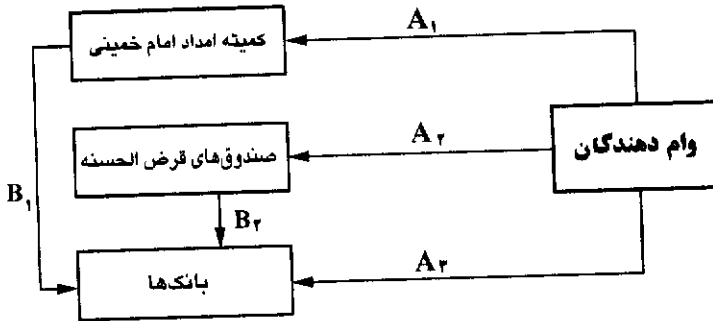 A۱
کمیته امداد امام خمینی
A۲
وام دهندگان
صندوق‌های قرض الحسنه
B۱
B۲
A۳
بانک‌ها